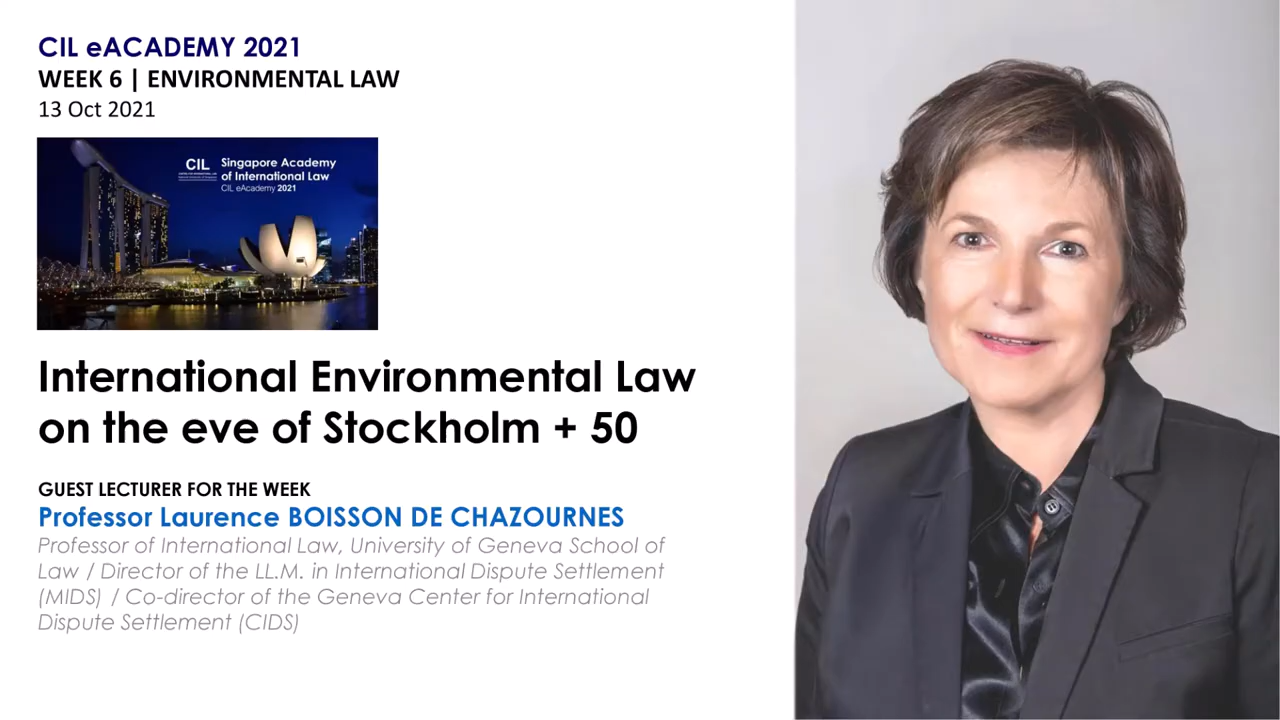 CIL eACADEMY 2021
WEEK 6 | ENVIRONMENTAL LAW
13 Oct 2021
CIL
Singapore Academy
of International Law
CIL eAcademy 2021
International Environmental Law
on the eve of Stockholm + 50
GUEST LECTURER FOR THE WEEK
Professor Laurence BOISSON DE CHAZOURNES
Professor of International Law, University of Geneva School of
Law / Director of the LL.M. in International Dispute Settlement
(MIDS) / Co-director of the Geneva Center for International
Dispute Settlement (CIDS)